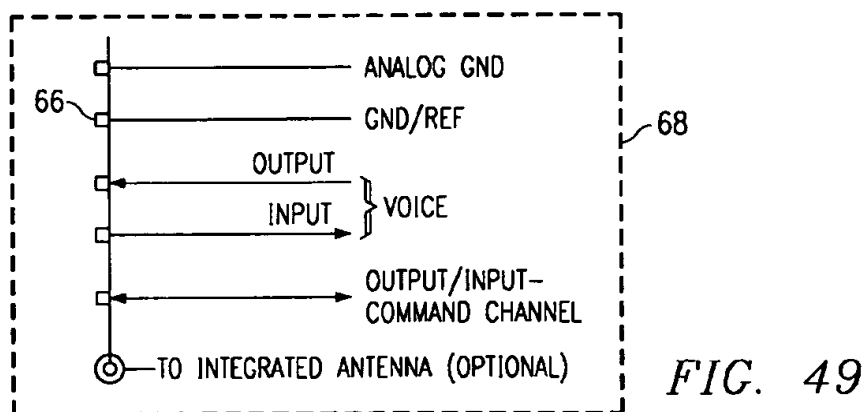 ANALOG GND
66
GND/REF
68
OUTPUT
VOICE
INPUT
OUTPUT/INPUT-
COMMAND CHANNEL
TO INTEGRATED ANTENNA (OPTIONAL)
FIG. 49